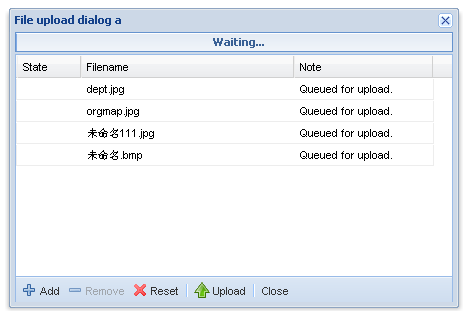 File upload dialog a
Waiting...
State Filename Note
dept.jpg Queued for upload.
orgmap.jpg Queued for upload.
未命名111.jpg Queued for upload.
未命名.bmp Queued for upload.
Add Remove Reset Upload Close